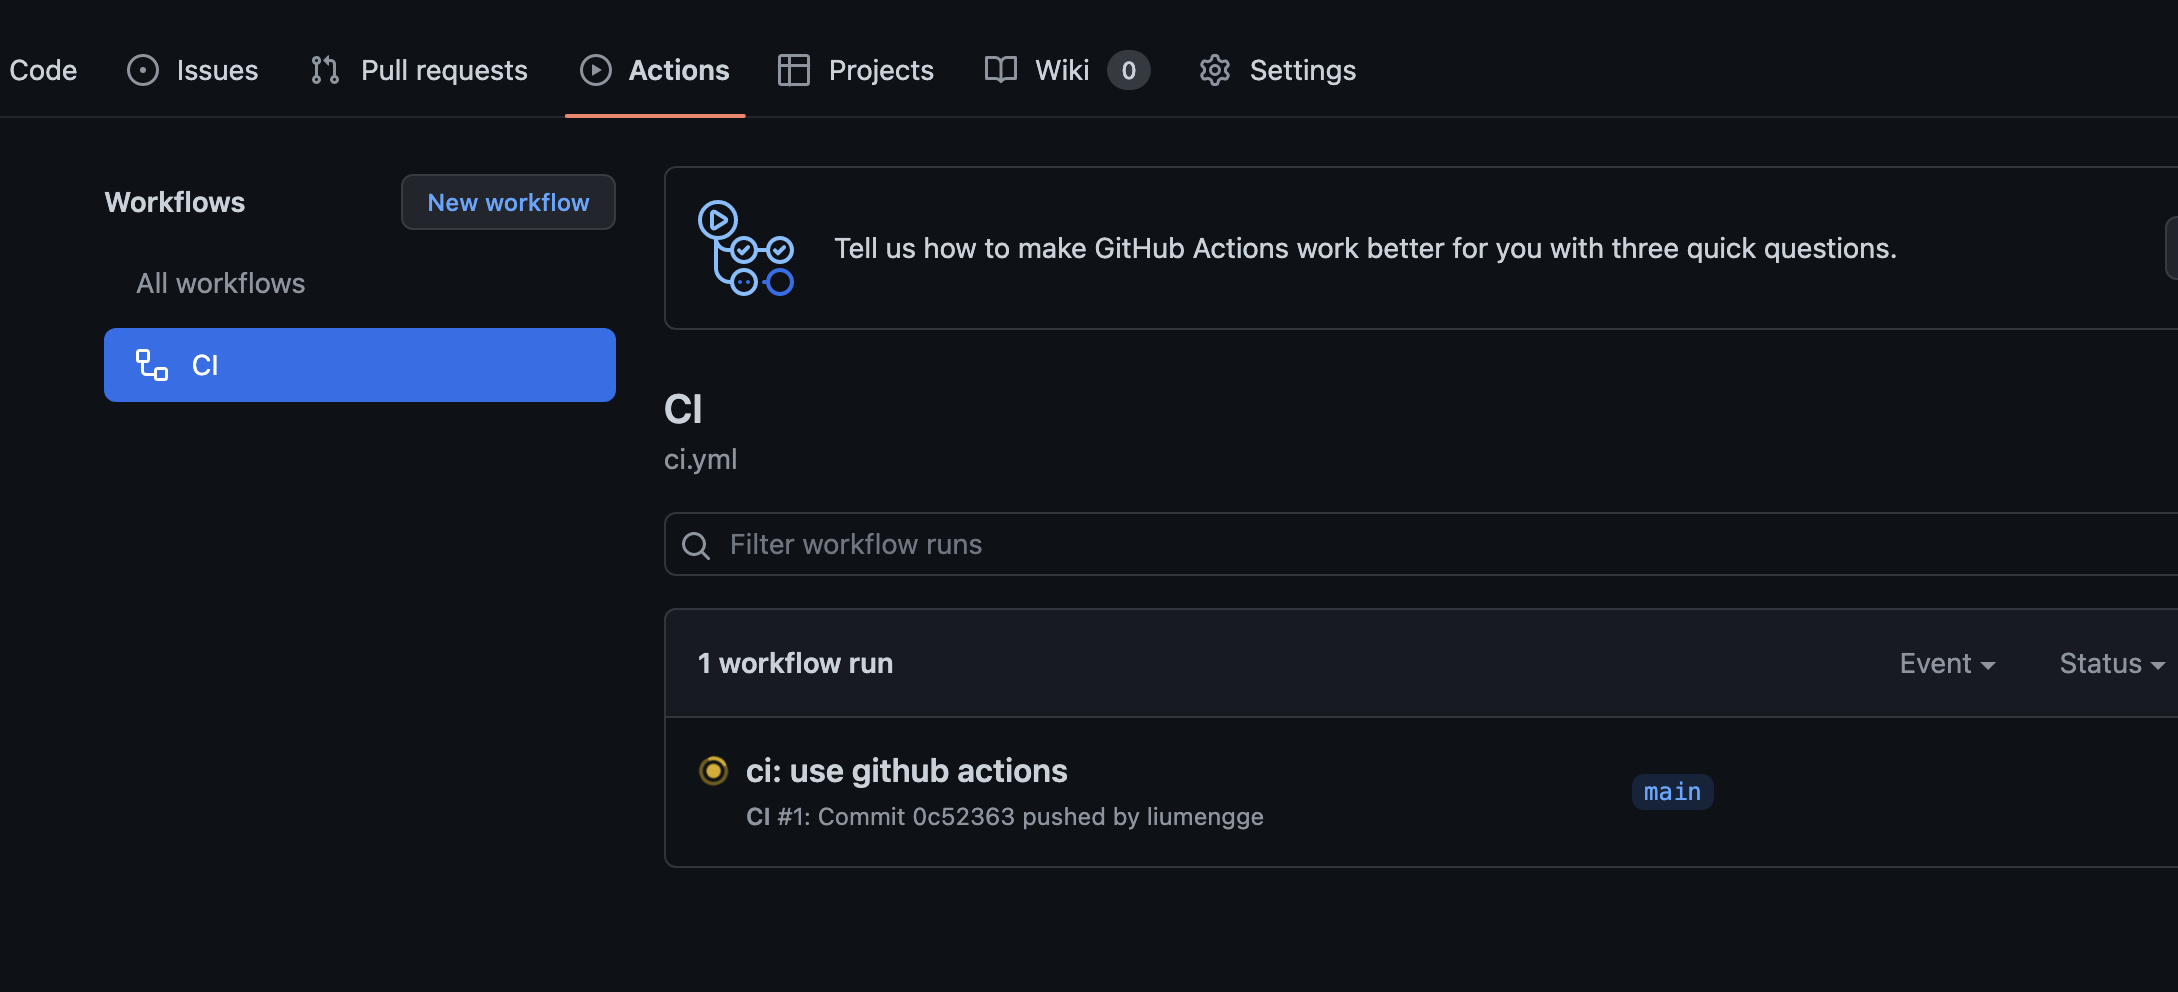 Code Issues Pull requests Actions Projects Wiki 0 Settings
Workflows
New workflow
All workflows
CI
Tell us how to make GitHub Actions work better for you with three quick questions.
CI
ci.yml
Filter workflow runs
1 workflow run
Event
Status
ci: use github actions
CI #1: Commit 0c52363 pushed by liumengge
main